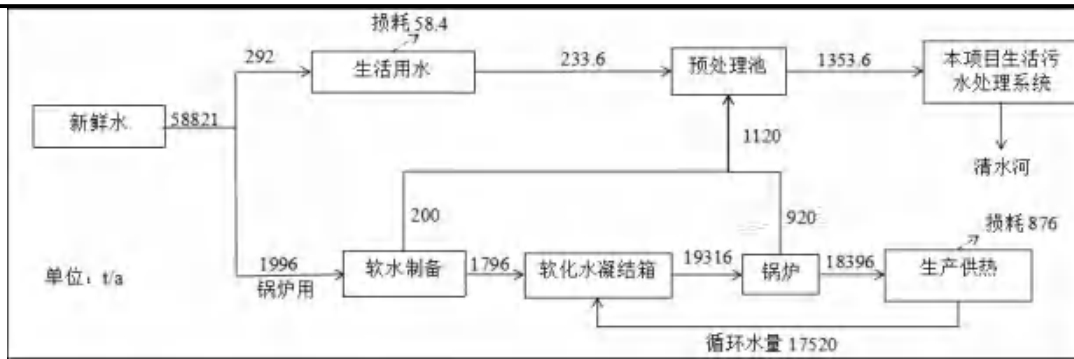 损耗 58.4
292
生活用水
233.6
预处理池
1353.6
本项目生活污
水处理系统
新鲜水
58821
1120
清水河
200
920
损耗 876
单位：t/a
1996
锅炉用
软水制备
1796
软化水凝结箱
19316
锅炉
18396
生产供热
循环水量 17520